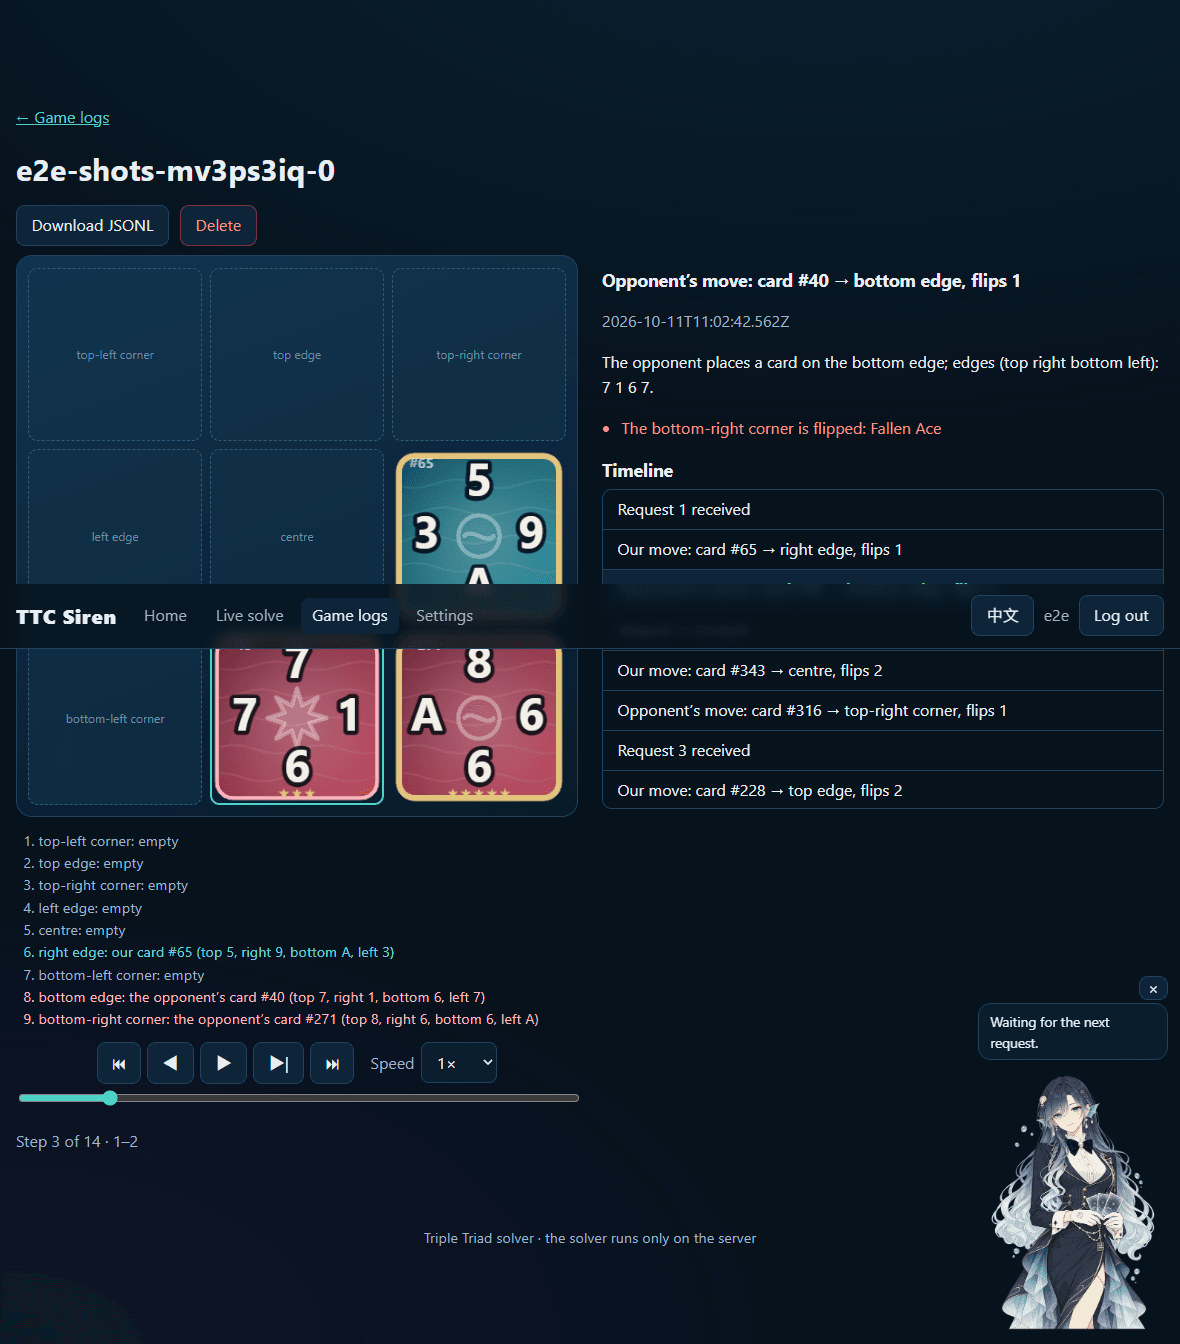 ← Game logs
e2e-shots-mv3ps3iq-0
Download JSONL
Delete
top-left corner
top edge
top-right corner
left edge
centre
#65
5
3
9
A
Opponent’s move: card #40 → bottom edge, flips 1
2026-10-11T11:02:42.562Z
The opponent places a card on the bottom edge; edges (top right bottom left):
7 1 6 7.
• The bottom-right corner is flipped: Fallen Ace
Timeline
Request 1 received
Our move: card #65 → right edge, flips 1
TTC Siren
Home
Live solve
Game logs
Settings
中文
e2e
Log out
bottom-left corner
7
7
1
6
8
A
6
6
Our move: card #343 → centre, flips 2
Opponent’s move: card #316 → top-right corner, flips 1
Request 3 received
Our move: card #228 → top edge, flips 2
1. top-left corner: empty
2. top edge: empty
3. top-right corner: empty
4. left edge: empty
5. centre: empty
6. right edge: our card #65 (top 5, right 9, bottom A, left 3)
7. bottom-left corner: empty
8. bottom edge: the opponent’s card #40 (top 7, right 1, bottom 6, left 7)
9. bottom-right corner: the opponent’s card #271 (top 8, right 6, bottom 6, left A)
Speed
1×
Step 3 of 14 · 1–2
×
Waiting for the next
request.
Triple Triad solver · the solver runs only on the server